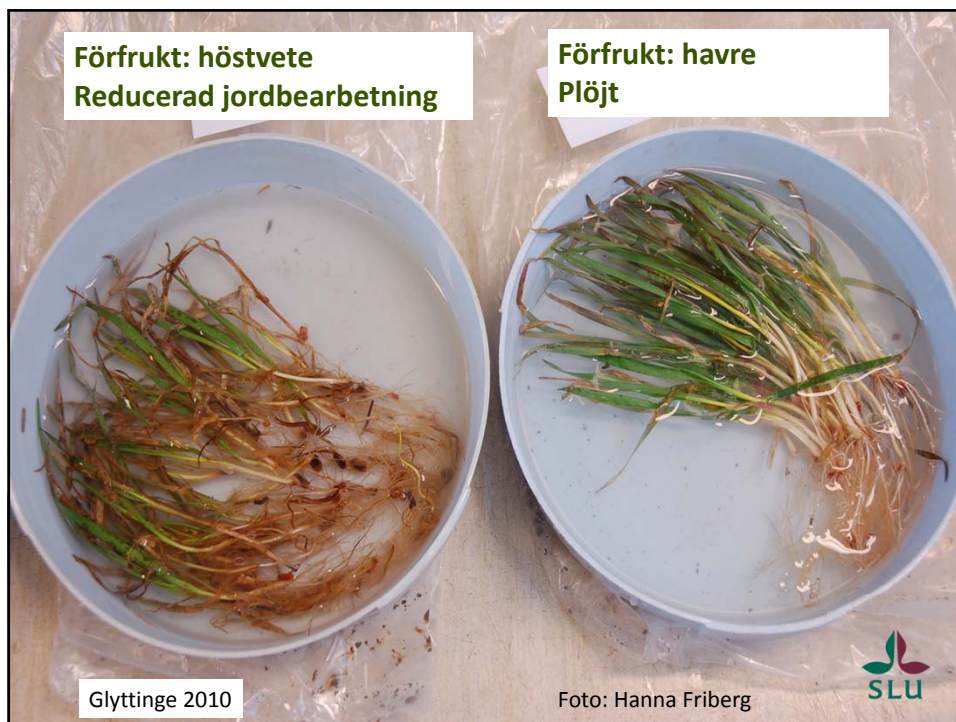 Förfrukt: höstvete
Reducerad jordbearbetning
Förfrukt: havre
Plöjt
Glyttinge 2010
Foto: Hanna Friberg
SLU